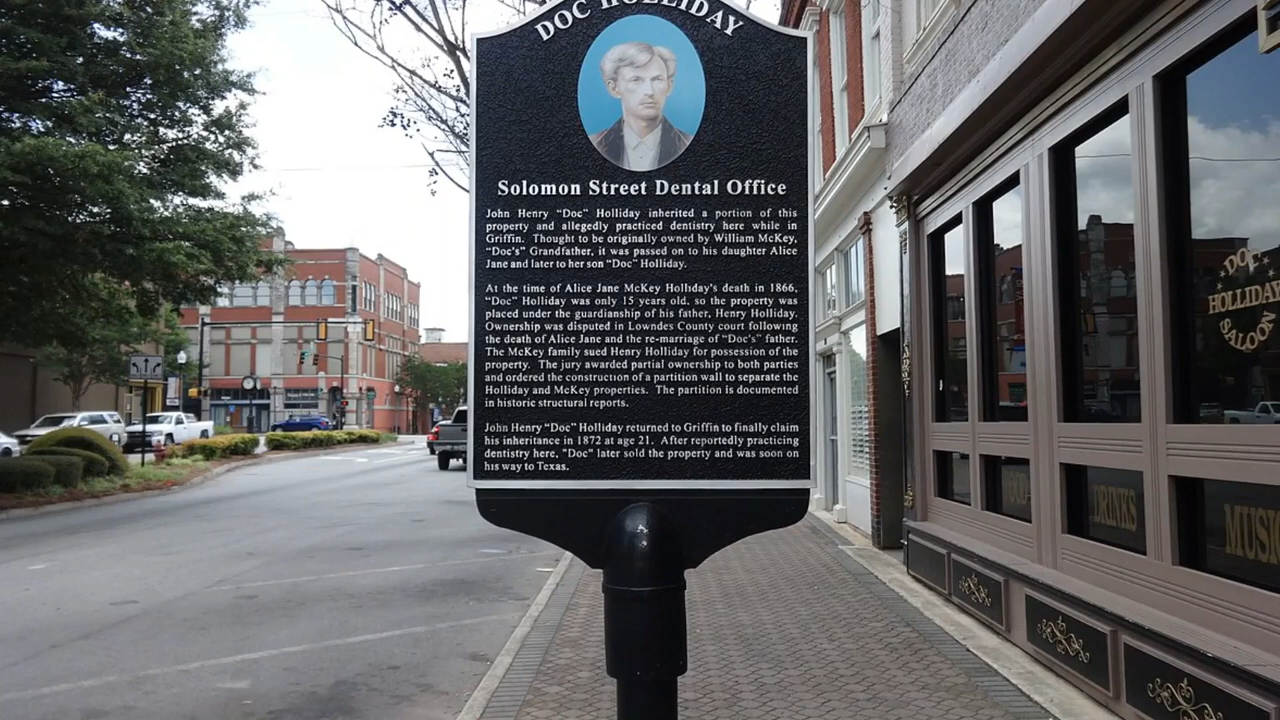 DOC HOLLIDAY
Solomon Street Dental Office
John Henry “Doc” Holliday inherited a portion of this
property and allegedly practiced dentistry here while in
Griffin. Thought to be originally owned by William McKey,
“Doc's” Grandfather, it was passed on to his daughter Alice
Jane and later to her son “Doc” Holliday.
At the time of Alice Jane McKey Holliday's death in 1866,
“Doc” Holliday was only 15 years old, so the property was
placed under the guardianship of his father, Henry Holliday.
Ownership was disputed in Lowndes County court following
the death of Alice Jane and the re-marriage of “Doc's” father.
The McKey family sued Henry Holliday for possession of the
property. The jury awarded partial ownership to both parties
and ordered the construction of a partition wall to separate the
Holliday and McKey properties. The partition is documented
in historic structural reports.
John Henry “Doc” Holliday returned to Griffin to finally claim
his inheritance in 1872 at age 21. After reportedly practicing
dentistry here, "Doc" later sold the property and was soon on
his way to Texas.
DOC
HOLLIDAY
SALOON
FOOD
DRINKS
MUSIC